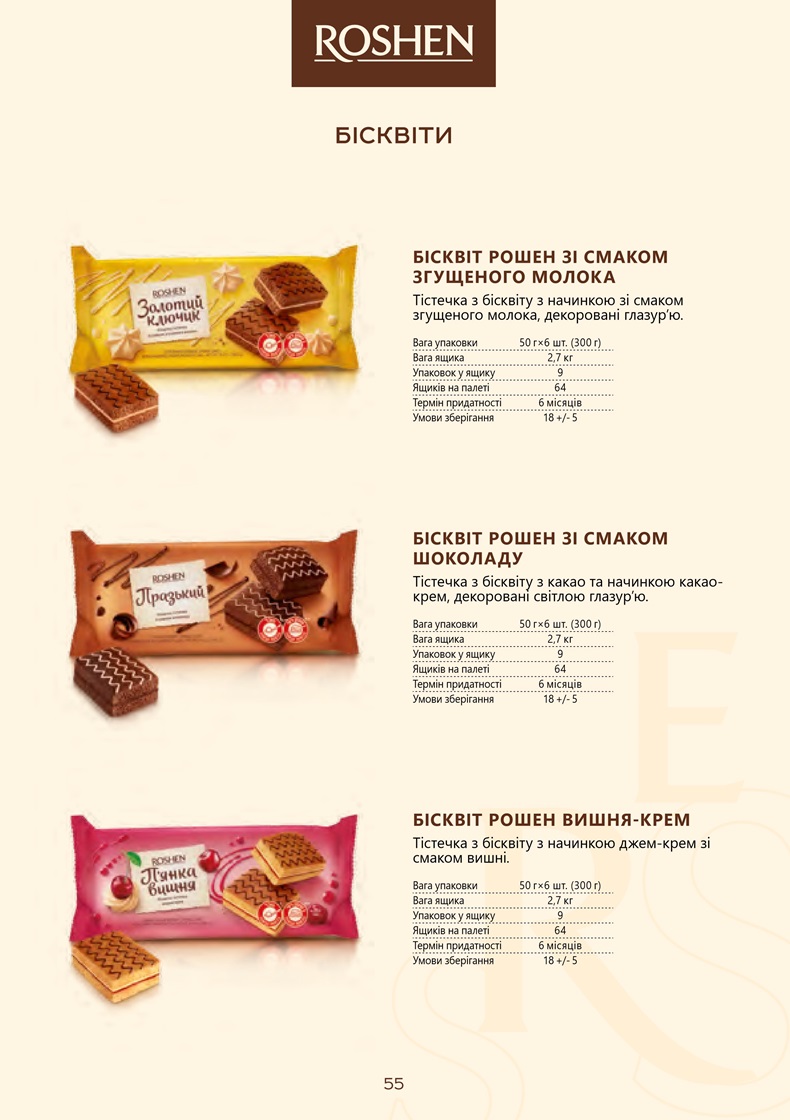 ROSHEN
БІСКВІТИ
БІСКВІТ РОШЕН ЗІ СМАКОМ
ЗГУЩЕНОГО МОЛОКА
Тістечка з бісквіту з начинкою зі смаком
згущеного молока, декоровані глазур’ю.
Вага упаковки 50 г×6 шт. (300 г)
Вага ящика 2,7 кг
Упаковок у ящику 9
Ящиків на палеті 64
Термін придатності 6 місяців
Умови зберігання 18 +/- 5
ROSHEN
Золотий
ключик
БІСКВІТ РОШЕН ЗІ СМАКОМ
ШОКОЛАДУ
Тістечка з бісквіту з какао та начинкою какао-
крем, декоровані світлою глазур’ю.
Вага упаковки 50 г×6 шт. (300 г)
Вага ящика 2,7 кг
Упаковок у ящику 9
Ящиків на палеті 64
Термін придатності 6 місяців
Умови зберігання 18 +/- 5
ROSHEN
Празький
БІСКВІТ РОШЕН ВИШНЯ-КРЕМ
Тістечка з бісквіту з начинкою джем-крем зі
смаком вишні.
Вага упаковки 50 г×6 шт. (300 г)
Вага ящика 2,7 кг
Упаковок у ящику 9
Ящиків на палеті 64
Термін придатності 6 місяців
Умови зберігання 18 +/- 5
ROSHEN
П'янка
вишня
55